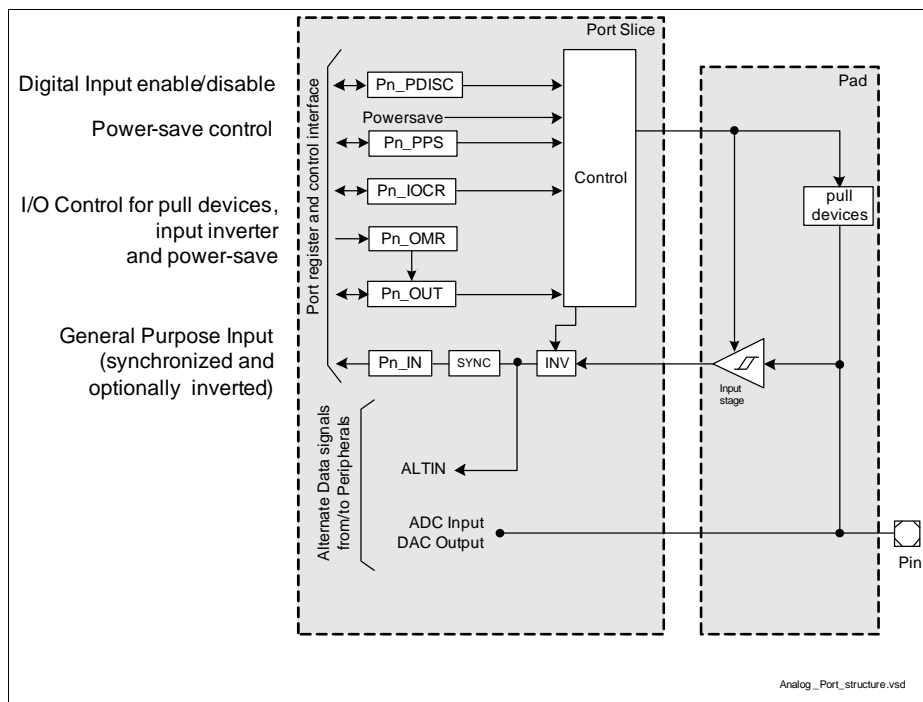 Port Slice
Pad
Digital Input enable/disable
Power-save control
I/O Control for pull devices,
input inverter
and power-save
General Purpose Input
(synchronized and
optionally inverted)
Port register and control interface
Pn_PDISC
Powersave
Pn_PPS
Pn_IOCR
Pn_OMR
Pn_OUT
Control
pull
devices
Pn_IN
SYNC
INV
Input
stage
Alternate Data signals
from/to Peripherals
ALTIN
ADC Input
DAC Output
Pin
Analog_Port_structure.vsd